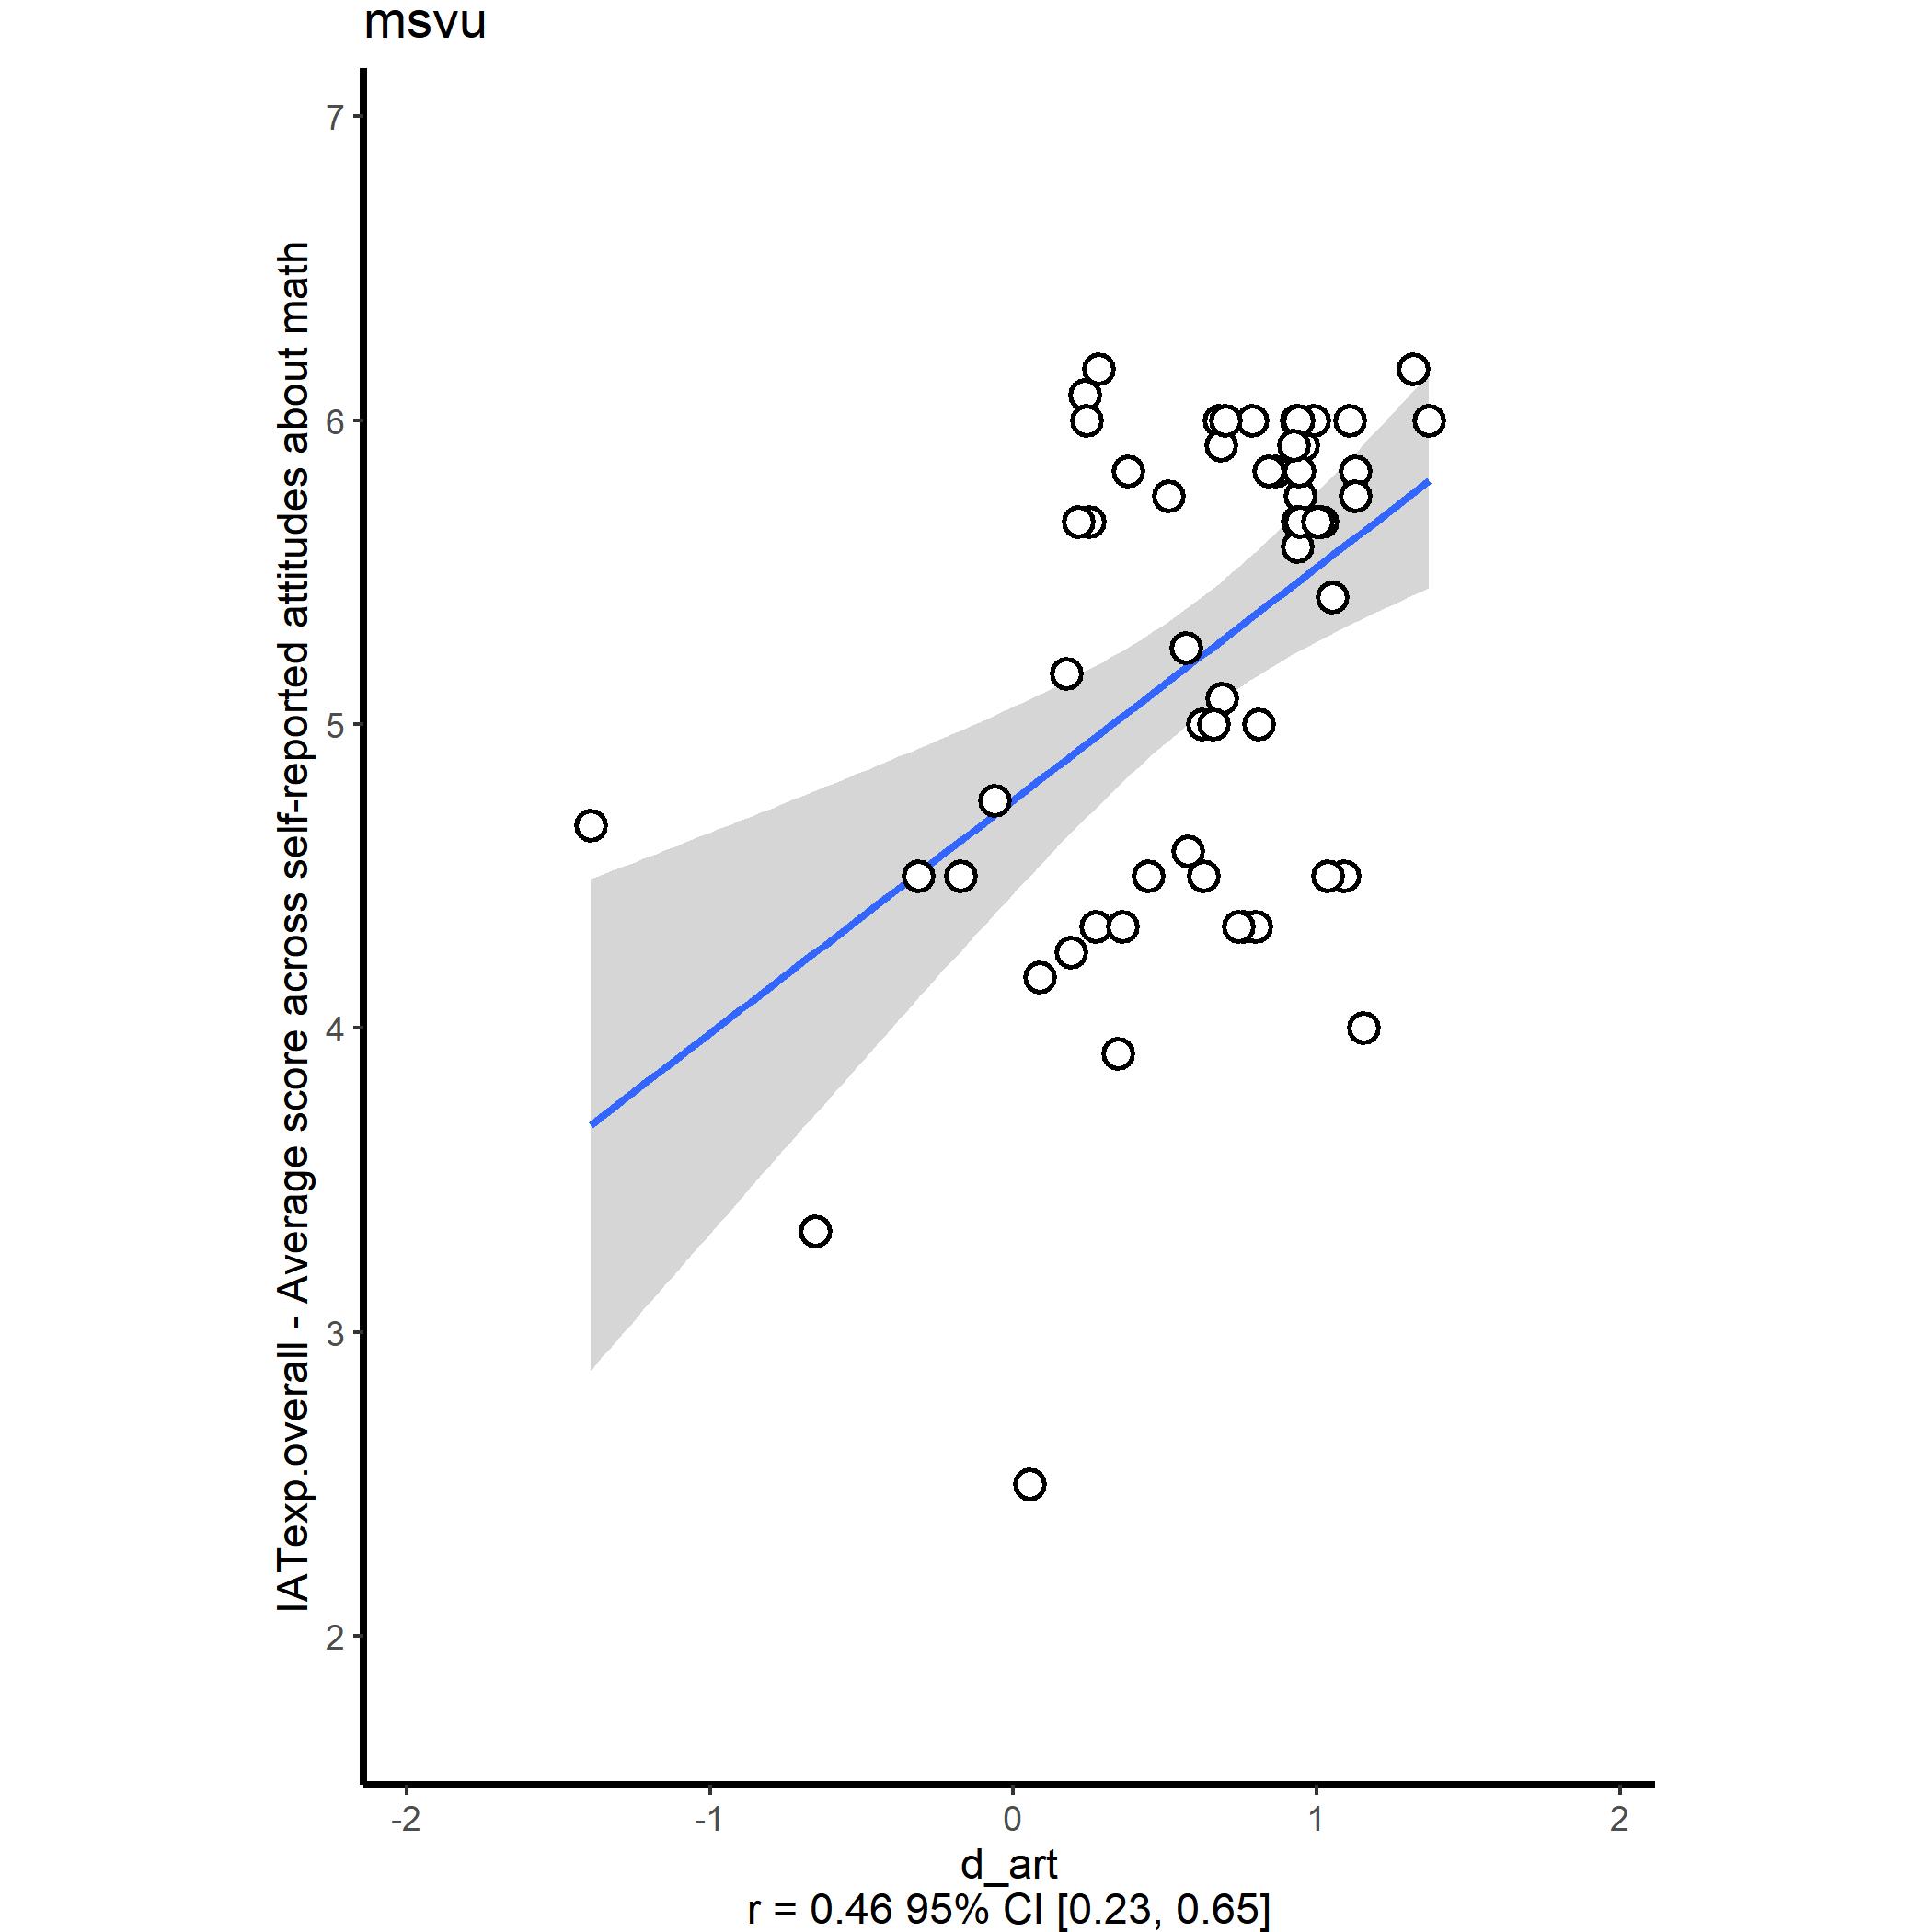 msvu
IATexp.overall - Average score across self-reported attitudes about math
7
6
5
4
3
2
-2 -1 0 1 2
d_art
r = 0.46 95% CI [0.23, 0.65]